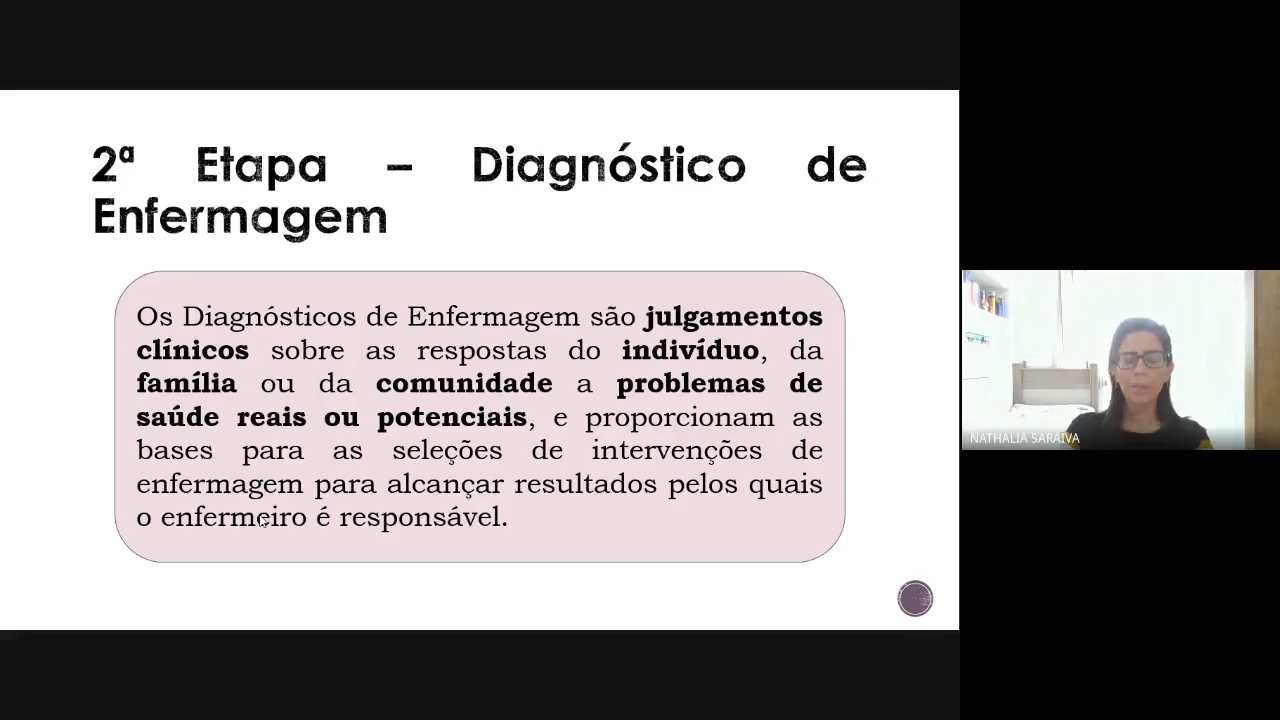 2ª Etapa – Diagnóstico de
Enfermagem
Os Diagnósticos de Enfermagem são julgamentos
clínicos sobre as respostas do indivíduo, da
família ou da comunidade a problemas de
saúde reais ou potenciais, e proporcionam as
bases para as seleções de intervenções de
enfermagem para alcançar resultados pelos quais
o enfermeiro é responsável.
NATHALIA SARAIVA